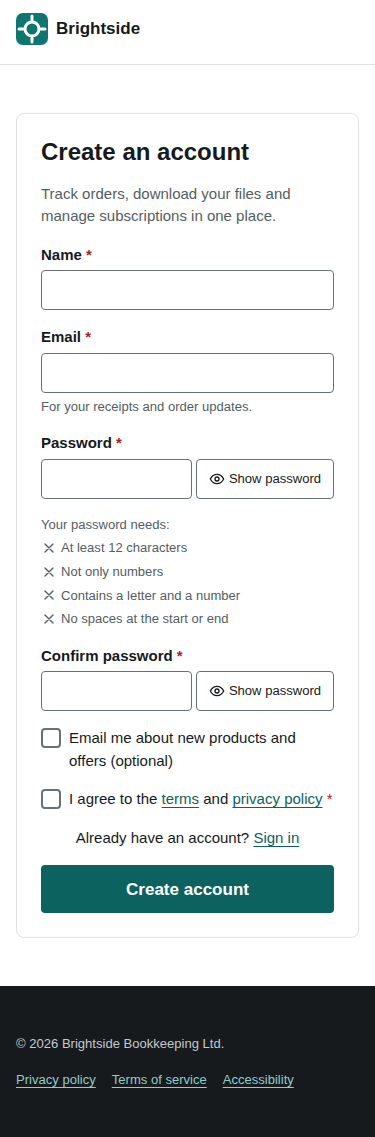 Brightside
Create an account
Track orders, download your files and
manage subscriptions in one place.
Name *
Email *
For your receipts and order updates.
Password *
Show password
Your password needs:
At least 12 characters
Not only numbers
Contains a letter and a number
No spaces at the start or end
Confirm password *
Show password
Email me about new products and
offers (optional)
I agree to the terms and privacy policy *
Already have an account? Sign in
Create account
© 2026 Brightside Bookkeeping Ltd.
Privacy policy Terms of service Accessibility